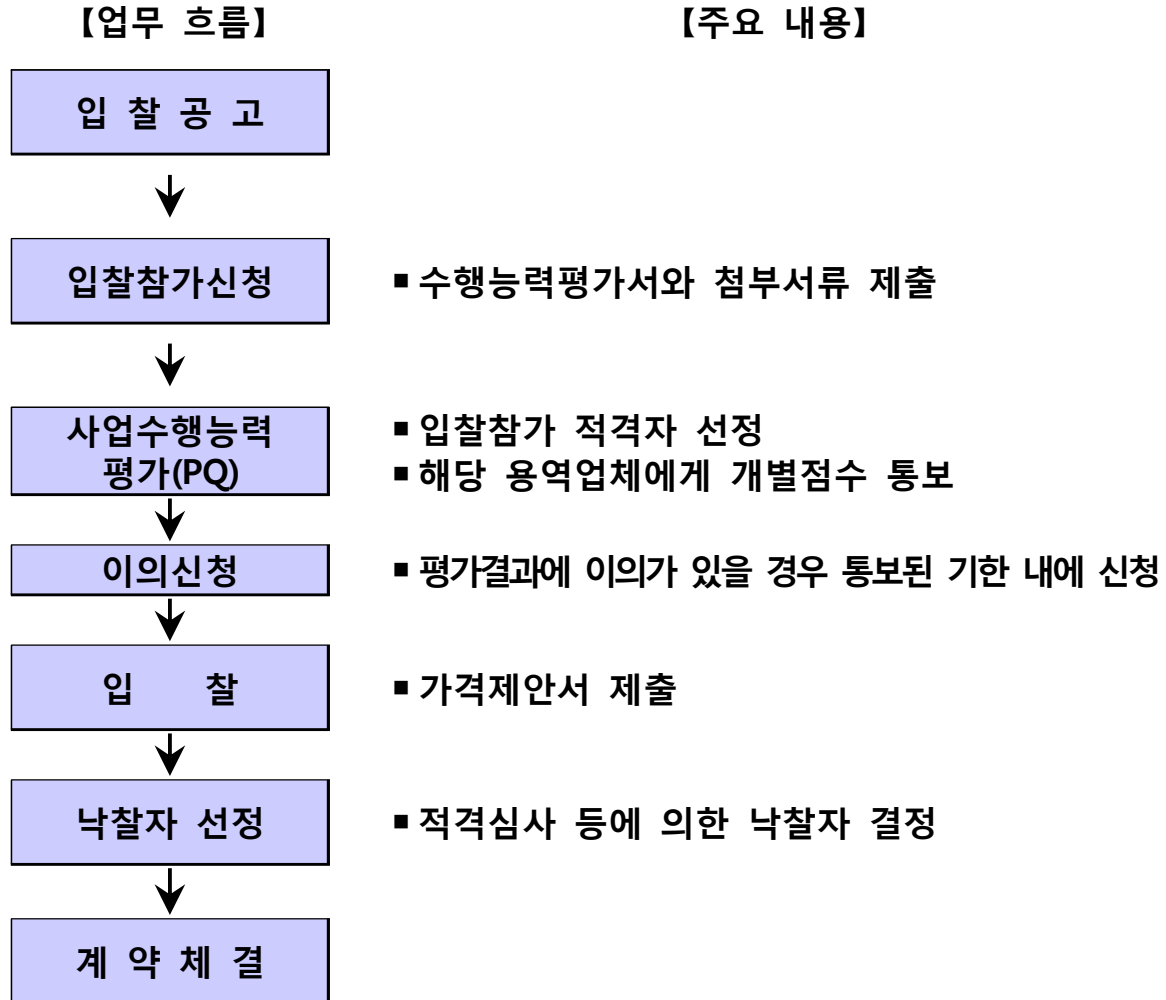 【업무 흐름】 【주요 내용】
입 찰 공 고
입찰참가신청 ▪ 수행능력평가서와 첨부서류 제출
사업수행능력 ▪ 입찰참가 적격자 선정
평가(PQ) ▪ 해당 용역업체에게 개별점수 통보
이의신청 ▪ 평가결과에 이의가 있을 경우 통보된 기한 내에 신청
입 찰 ▪ 가격제안서 제출
낙찰자 선정 ▪ 적격심사 등에 의한 낙찰자 결정
계 약 체 결